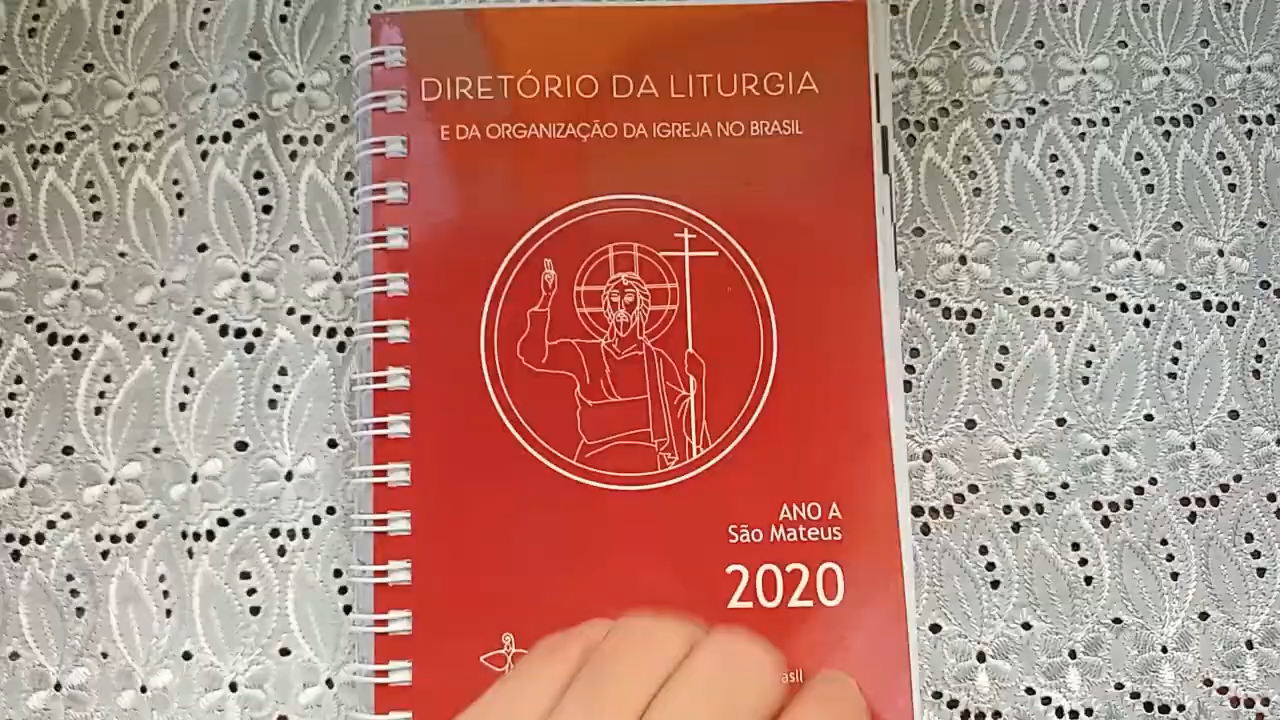 DIRETÓRIO DA LITURGIA
E DA ORGANIZAÇÃO DA IGREJA NO BRASIL
ANO A
São Mateus
2020